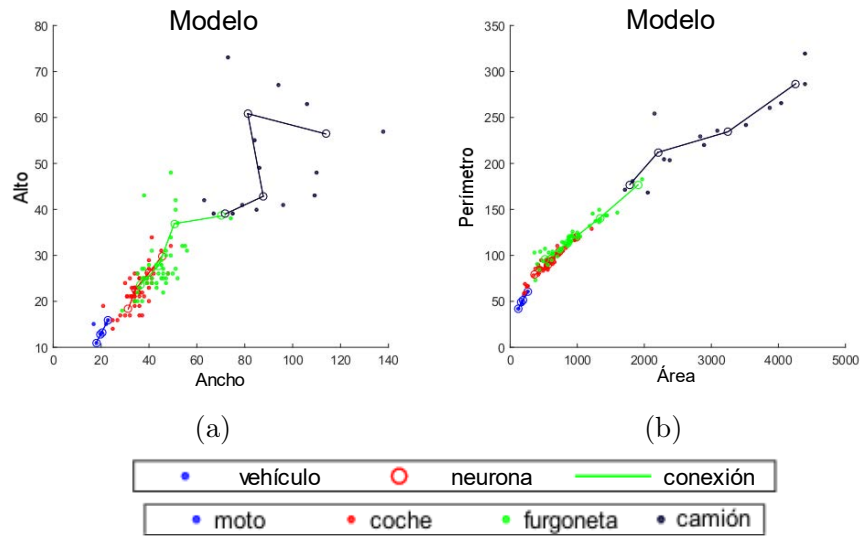 Modelo
Alto
80
70
60
50
40
30
20
10
0 20 40 60 80 100 120 140
Ancho
(a)
Modelo
Perímetro
350
300
250
200
150
100
50
0
0 1000 2000 3000 4000 5000
Área
(b)
vehículo neurona conexión
moto coche furgoneta camión